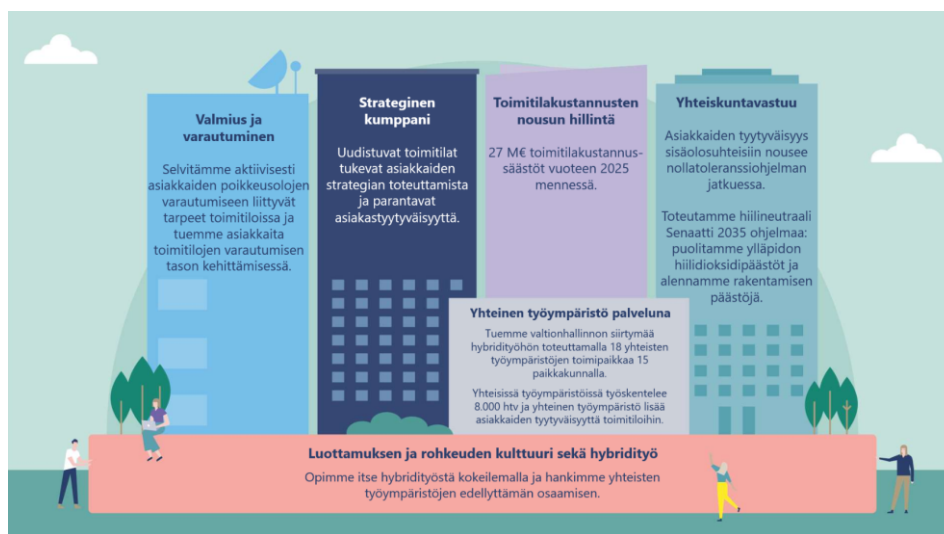 Valmius ja
varautuminen
Selvitämme aktiivisesti
asiakkaiden poikkeusolojen
varautumiseen liittyvät
tarpeet toimitiloissa ja
tuemme asiakkaita
toimitilojen varautumisen
tason kehittämisessä.
Strateginen
kumppani
Uudistuvat toimitilat
tukevat asiakkaiden
strategian toteuttamista
ja parantavat
asiakastyytyväisyyttä.
Toimitilakustannusten
nousun hillintä
27 M€ toimitilakustannus-
säästöt vuoteen 2025
mennessä.
Yhteiskuntavastuu
Asiakkaiden tyytyväisyys
sisäolosuhteisiin nousee
nollatoleranssiohjelman
jatkuessa.
Toteutamme hiilineutraali
Senaatti 2035 ohjelmaa:
puolitamme ylläpidon
hiilidioksidipäästöt ja
alennamme rakentamisen
päästöjä.
Yhteinen työympäristö palveluna
Tuemme valtionhallinnon siirtymää
hybridityöhön toteuttamalla 18 yhteisten
työympäristöjen toimipaikkaa 15
paikkakunnalla.
Yhteisissä työympäristöissä työskentelee
8.000 htv ja yhteinen työympäristö lisää
asiakkaiden tyytyväisyyttä toimitiloihin.
Luottamuksen ja rohkeuden kulttuuri sekä hybridityö
Opimme itse hybridityöstä kokeilemalla ja hankimme yhteisten
työympäristöjen edellyttämän osaamisen.